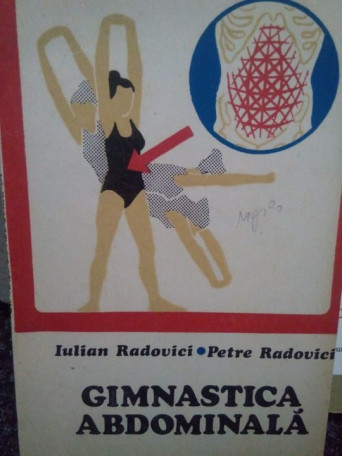 Iulian Radovici • Petre Radovici
GIMNASTICA
ABDOMINALĂ